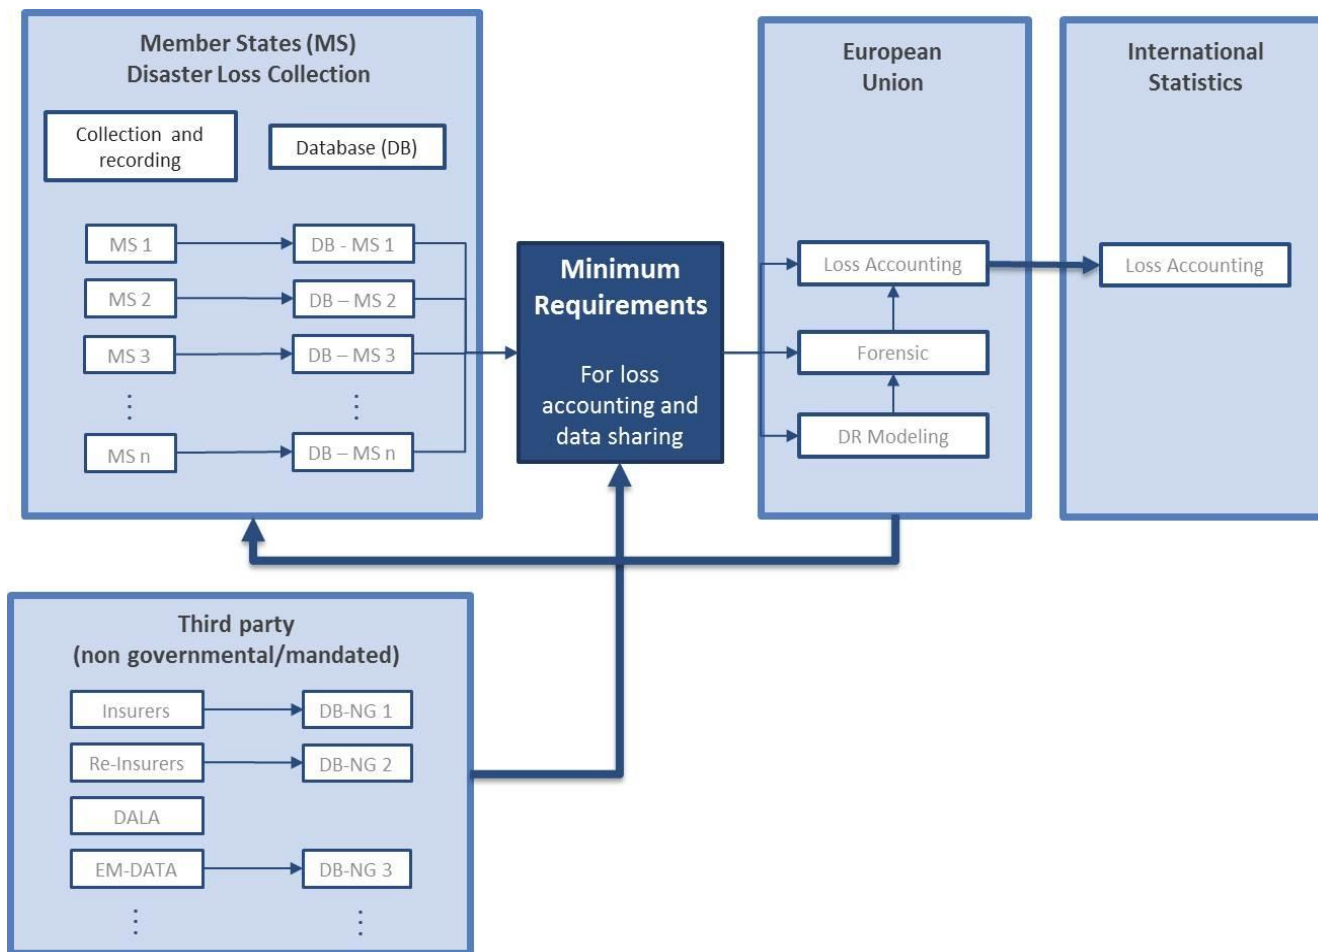 Member States (MS)
Disaster Loss Collection
Collection and
recording
Database (DB)
MS 1
DB - MS 1
MS 2
DB – MS 2
MS 3
DB – MS 3
MS n
DB – MS n
Minimum
Requirements
For loss
accounting and
data sharing
European
Union
Loss Accounting
Forensic
DR Modeling
International
Statistics
Loss Accounting
Third party
(non governmental/mandated)
Insurers
DB-NG 1
Re-Insurers
DB-NG 2
DALA
EM-DATA
DB-NG 3